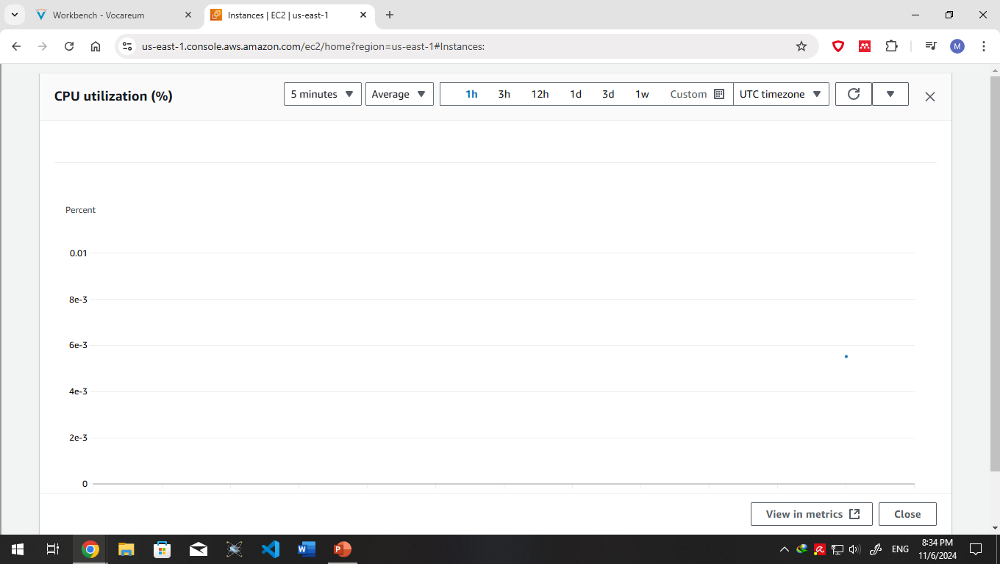 Workbench - Vocareum
Instances | EC2 | us-east-1
us-east-1.console.aws.amazon.com/ec2/home?region=us-east-1#Instances:
M
CPU utilization (%)
5 minutes
Average
1h 3h 12h 1d 3d 1w Custom
UTC timezone
Percent
0.01
8e-3
6e-3
4e-3
2e-3
0
View in metrics
Close
ENG
8:34 PM
11/6/2024